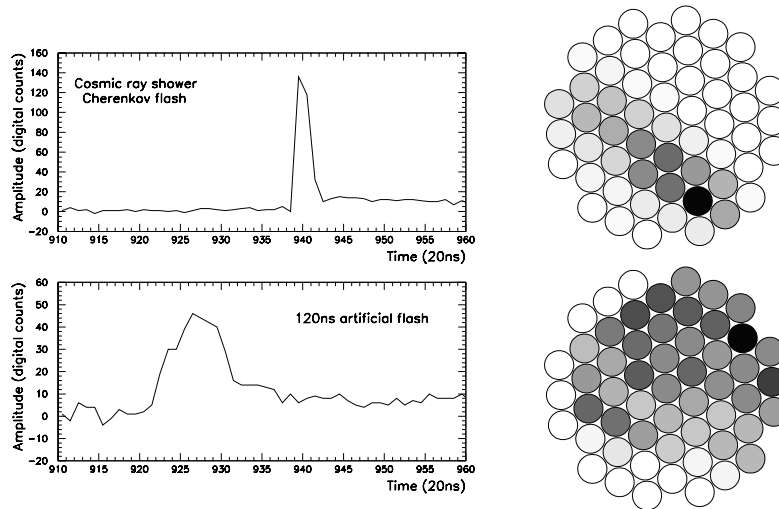 160
140
120
100
80
60
40
20
0
−20
Amplitude (digital counts)
Cosmic ray shower
Cherenkov flash
910 915 920 925 930 935 940 945 950 955 960
Time (20ns)
60
50
40
30
20
10
0
−10
−20
Amplitude (digital counts)
120ns artificial flash
910 915 920 925 930 935 940 945 950 955 960
Time (20ns)